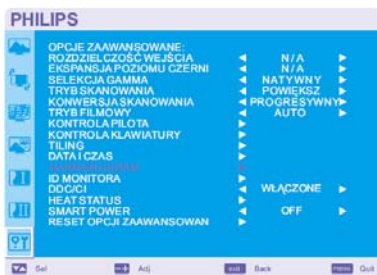 PHILIPS
OPCJE ZAAWANSOWANE:
ROZDZIELCZOŚĆ WEJŚCIA N/A
EKSPANSJA POZIOMU CZERNI N/A
SELEKCJA GAMMA NATYWNY
TRYB SKANOWANIA POWIĘKSZ
KONWERSJA SKANOWANIA PROGRESYWNY
TRYB FILMOWY AUTO
KONTROLA PILOTA
KONTROLA KLAWIATURY
TILING
DATA I CZAS
ID MONITORA
DDC/CI WŁĄCZONE
HEAT STATUS
SMART POWER OFF
RESET OPCJI ZAAWANSOWAN
Sel Adj EXIT Back MENU Quit